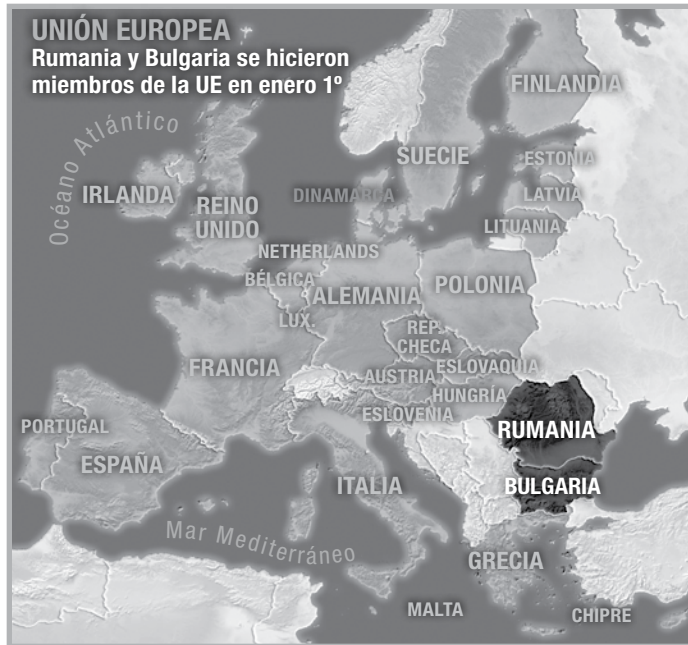 UNIÓN EUROPEA
Rumania y Bulgaria se hicieron
miembros de la UE en enero 1º
Océano Atlántico
FINLANDIA
SUECIE
ESTONIA
IRLANDA
REINO
UNIDO
DINAMARCA
LATVIA
LITUANIA
NETHERLANDS
BÉLGICA
ALEMANIA
POLONIA
LUX.
REP.
CHECA
FRANCIA
ESLOVAQUIA
AUSTRIA
HUNGRÍA
ESLOVENIA
PORTUGAL
ESPAÑA
RUMANIA
ITALIA
BULGARIA
Mar Mediterráneo
GRECIA
MALTA
CHIPRE